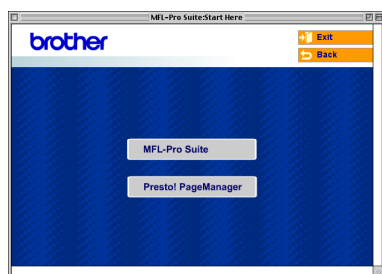 MFL-Pro Suite:Start Here
brother
Exit
Back
MFL-Pro Suite
Presto! PageManager